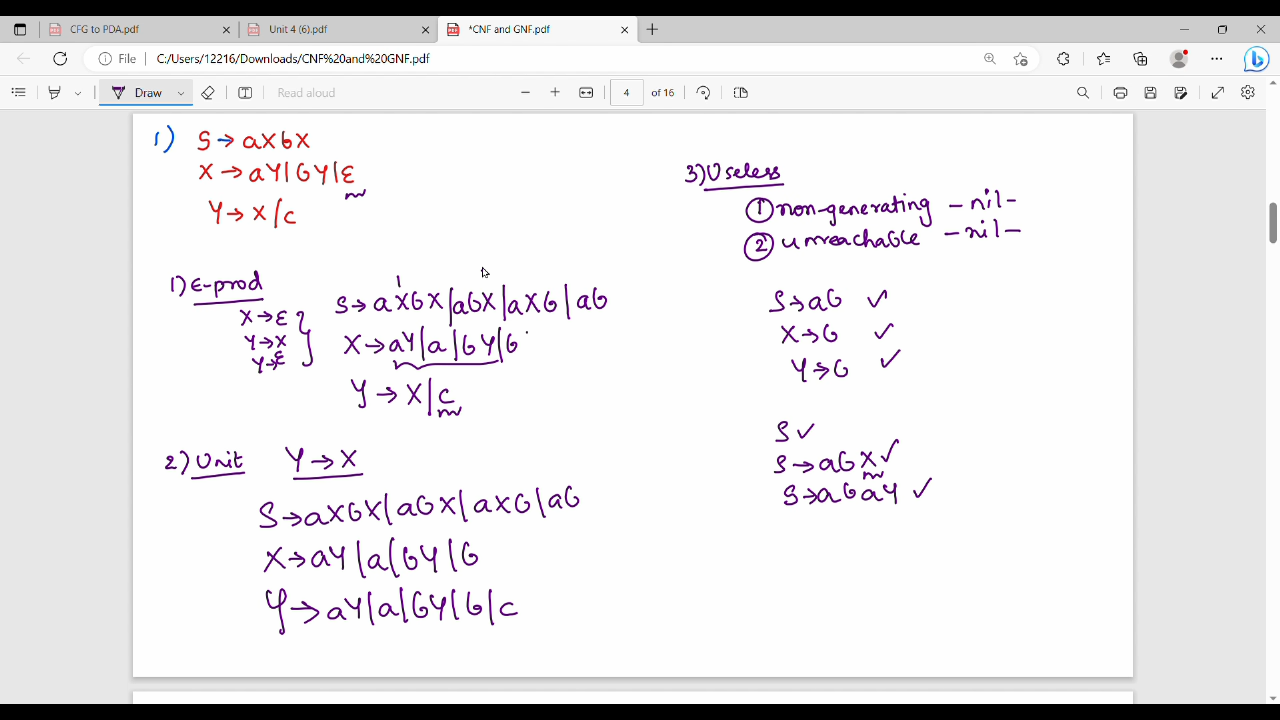 CFG to PDA.pdf
Unit 4 (6).pdf
*CNF and GNF.pdf
File
C:/Users/12216/Downloads/CNF%20and%20GNF.pdf
Draw
Read aloud
4 of 16
1) S → aXbX
X → aY|bY|ε
Y → X/c
1) ε-prod
X → ε
Y → X
Y → ε
S → aXbX|abX|aXb|ab
X → aY|a|bY|b
Y → X|c
2) Unit Y → X
S → aXbX|abX|aXb|ab
X → aY|a|bY|b
Y → aY|a|bY|b|c
3) Useless
① non-generating - nil -
② unreachable - nil -
S → ab ✓
X → b ✓
Y → b ✓
S ✓
S → abX ✓
S → abaY ✓